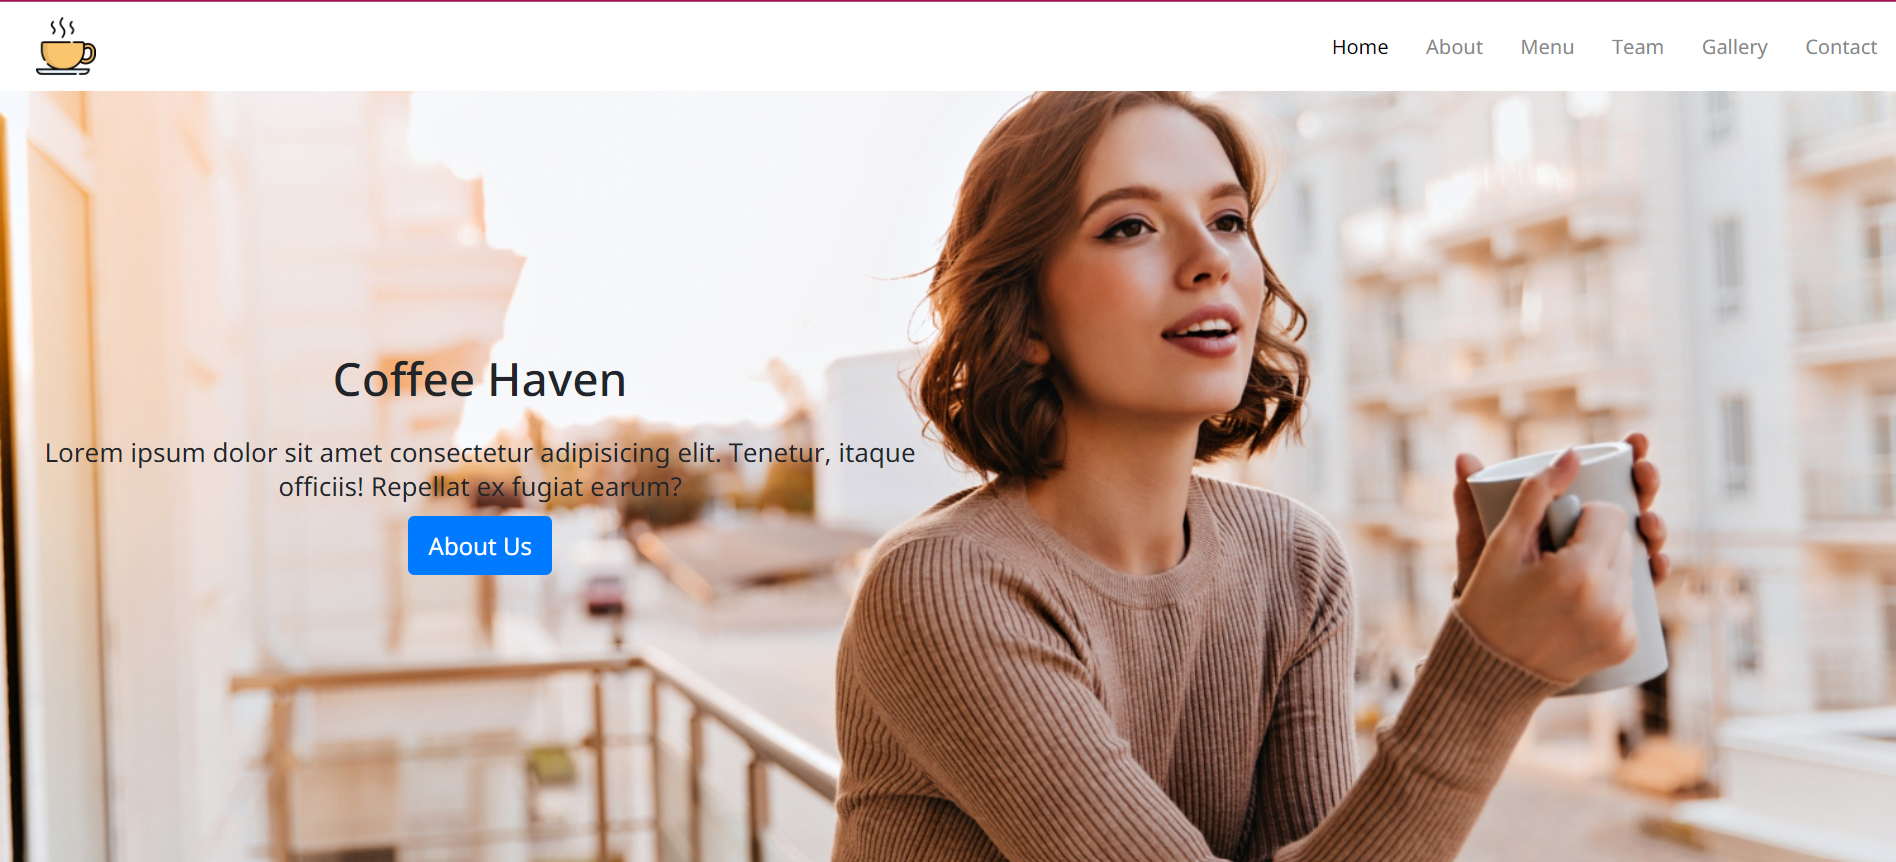 Home About Menu Team Gallery Contact
Coffee Haven
Lorem ipsum dolor sit amet consectetur adipisicing elit. Tenetur, itaque
officiis! Repellat ex fugiat earum?
About Us